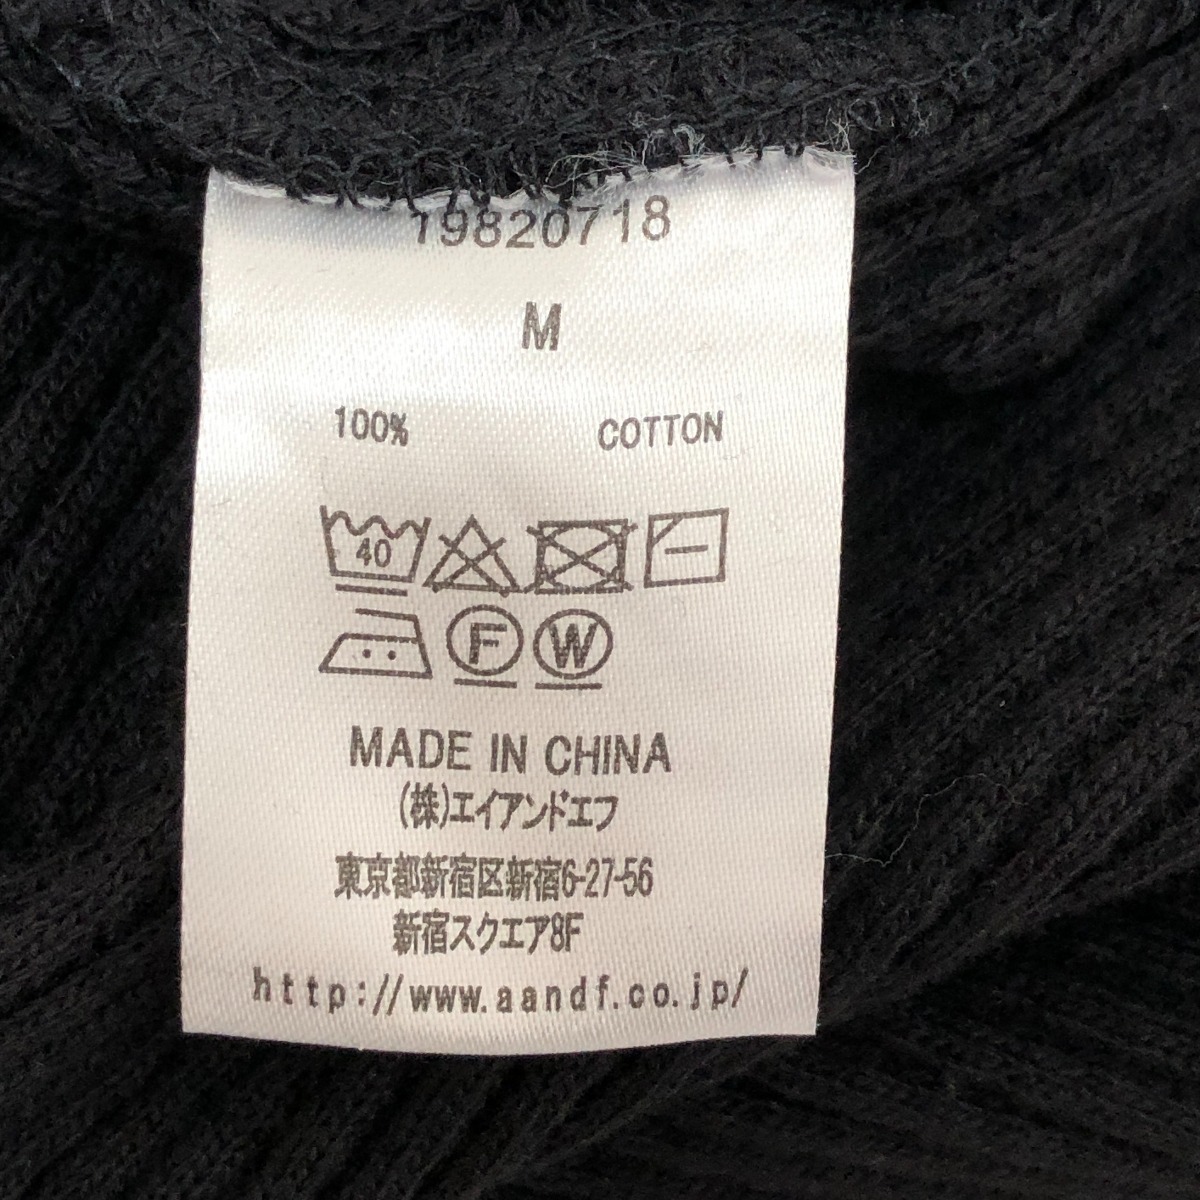 19820718
M
100% COTTON
40
F W
MADE IN CHINA
(株)エイアンドエフ
東京都新宿区新宿6-27-56
新宿スクエア8F
http://www.aandf.co.jp/